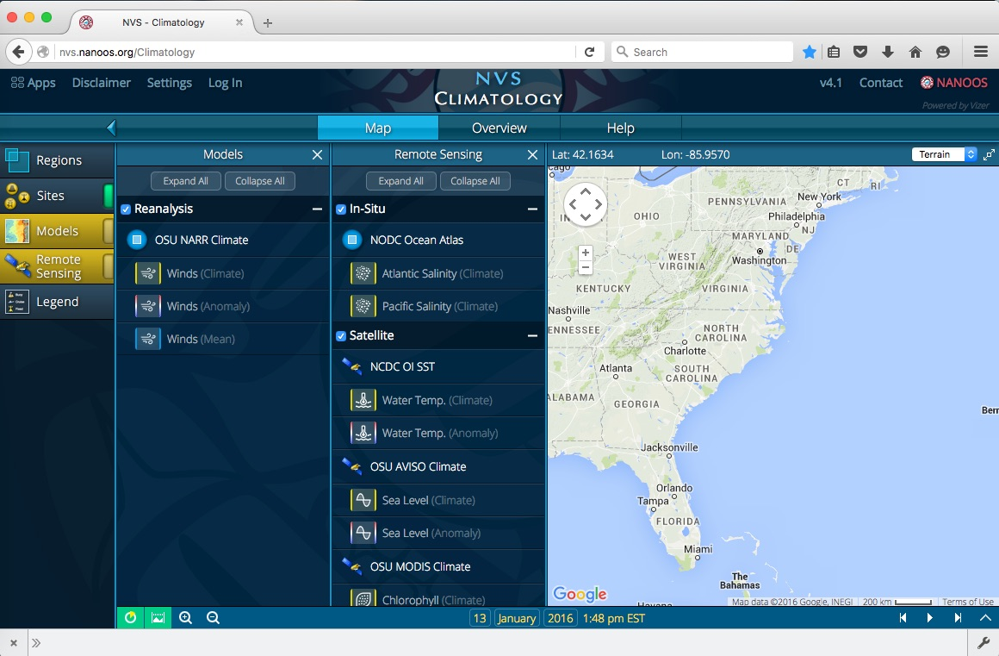 NVS - Climatology
nvs.nanoos.org/Climatology
Search
Apps Disclaimer Settings Log In
NVS
CLIMATOLOGY
v4.1 Contact NANOOS
Powered by Vizer
Map Overview Help
Regions
Sites
Models
Remote
Sensing
Legend
Models
Expand All Collapse All
Reanalysis
OSU NARR Climate
Winds (Climate)
Winds (Anomaly)
Winds (Mean)
Remote Sensing
Expand All Collapse All
In-Situ
NODC Ocean Atlas
Atlantic Salinity (Climate)
Pacific Salinity (Climate)
Satellite
NCDC OI SST
Water Temp. (Climate)
Water Temp. (Anomaly)
OSU AVISO Climate
Sea Level (Climate)
Sea Level (Anomaly)
OSU MODIS Climate
Chlorophyll (Climate)
Lat: 42.1634 Lon: -85.9570
Terrain
cago
CT
RI
New York
PENNSYLVANIA
OHIO
Philadelphia
IN
NJ
MARYLAND
DE
WEST
VIRGINIA
Washington
KENTUCKY
VIRGINIA
Nashville
ENNESSEE
NORTH
CAROLINA
Charlotte
Atlanta
SOUTH
CAROLINA
ALABAMA
GEORGIA
Bern
Jacksonville
Orlando
Tampa
FLORIDA
Miami
The
Bahamas
Google
Havana
Map data ©2016 Google, INEGI 200 km Terms of Use
13 January 2016 1:48 pm EST